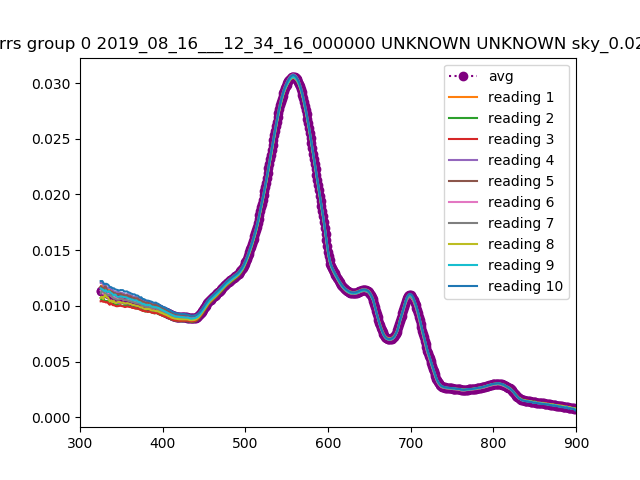 rrs group 0 2019_08_16___12_34_16_000000 UNKNOWN UNKNOWN sky_0.02
0.030
0.025
0.020
0.015
0.010
0.005
0.000
300 400 500 600 700 800 900
avg
reading 1
reading 2
reading 3
reading 4
reading 5
reading 6
reading 7
reading 8
reading 9
reading 10